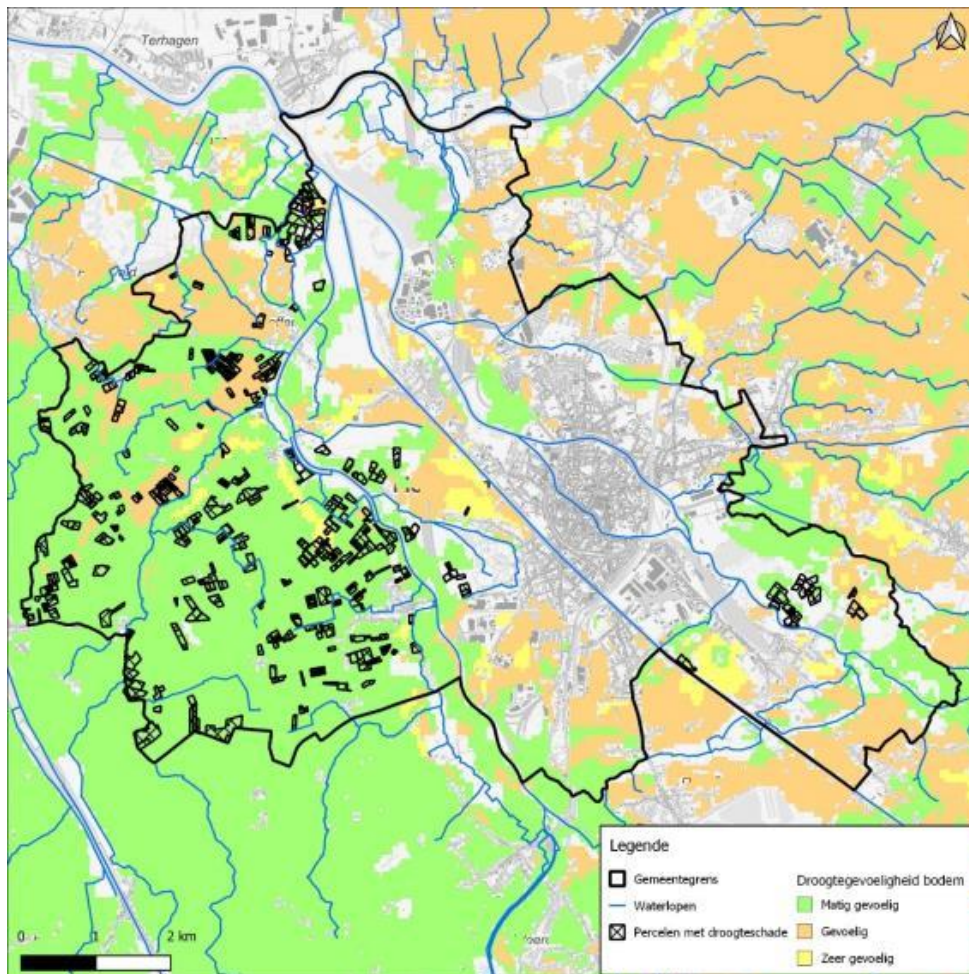 Terhagen
Legende
Gemeentegrens
Waterlopen
Percelen met droogteschade
Droogtegevoeligheid bodem
Matig gevoelig
Gevoelig
Zeer gevoelig
0 1 2 km